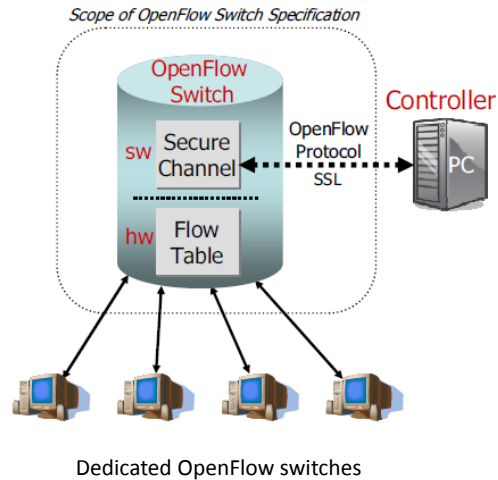 Scope of OpenFlow Switch Specification
OpenFlow
Switch
Controller
sw
Secure
Channel
OpenFlow
Protocol
SSL
PC
hw
Flow
Table
Dedicated OpenFlow switches